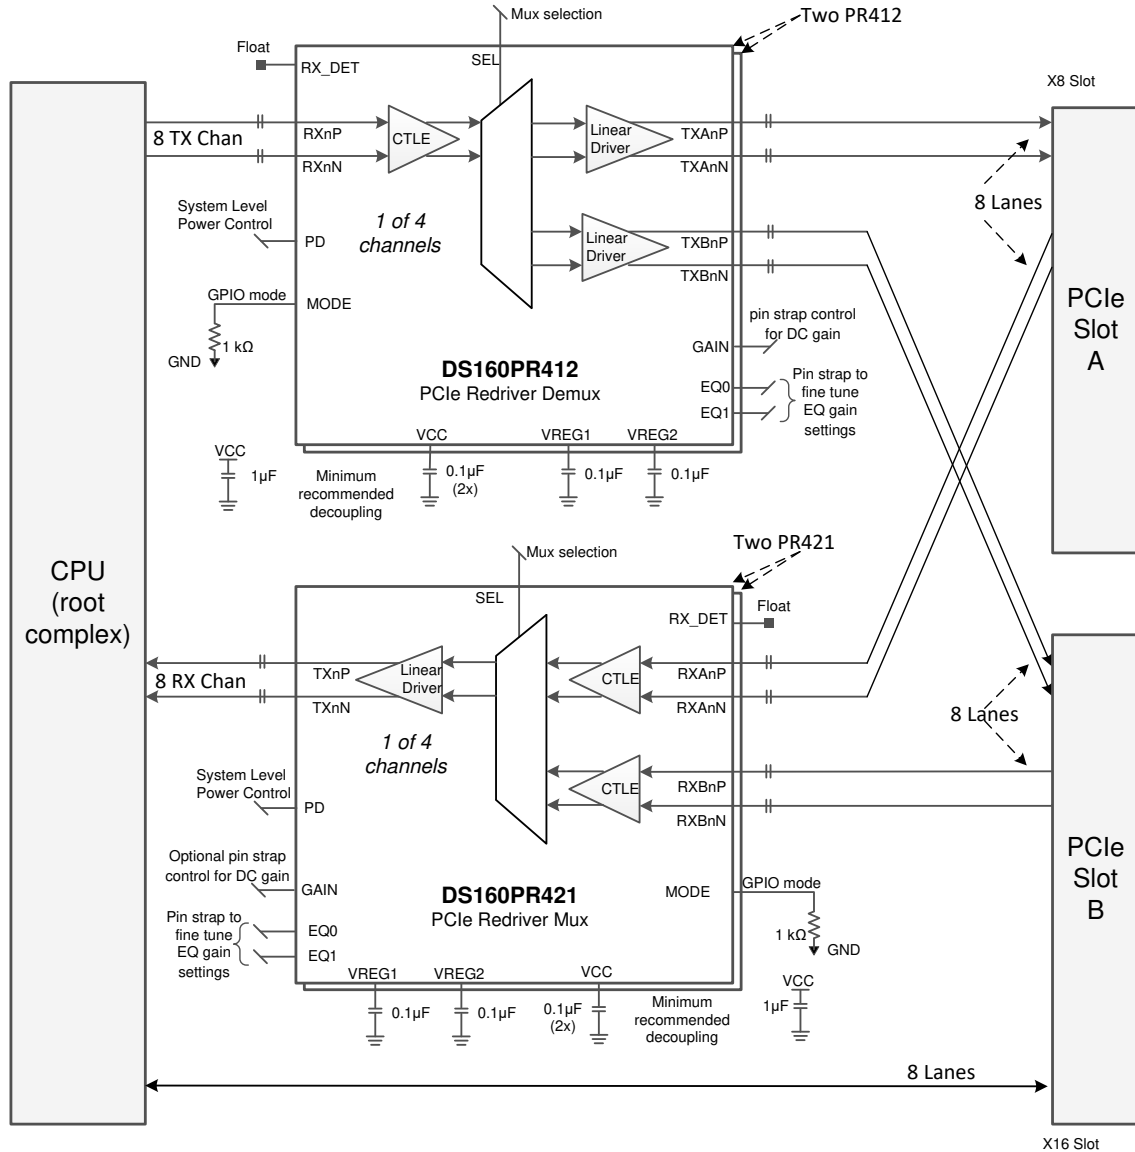 Mux selection
Two PR412
Float
SEL
RX_DET
X8 Slot
8 TX Chan
RXnP
CTLE
Linear
Driver
TXAnP
RXnN
TXAnN
System Level
Power Control
1 of 4
channels
8 Lanes
PD
Linear
Driver
TXBnP
TXBnN
GPIO mode
MODE
PCIe
Slot
A
1 kΩ
GND
pin strap control
for DC gain
GAIN
DS160PR412
PCIe Redriver Demux
EQ0
EQ1
Pin strap to
fine tune
EQ gain
settings
VCC
VREG1
VREG2
VCC
1µF
Minimum
recommended
decoupling
0.1µF
(2x)
0.1µF
0.1µF
CPU
(root
complex)
Mux selection
Two PR421
SEL
RX_DET
Float
8 RX Chan
TXnP
Linear
Driver
CTLE
RXAnP
TXnN
RXAnN
8 Lanes
1 of 4
channels
System Level
Power Control
PD
CTLE
RXBnP
RXBnN
PCIe
Slot
B
Optional pin strap
control for DC gain
GAIN
DS160PR421
PCIe Redriver Mux
MODE
GPIO mode
1 kΩ
GND
Pin strap to
fine tune
EQ gain
settings
EQ0
EQ1
VREG1
VREG2
VCC
0.1µF
0.1µF
0.1µF
(2x)
Minimum
recommended
decoupling
VCC
1µF
8 Lanes
X16 Slot